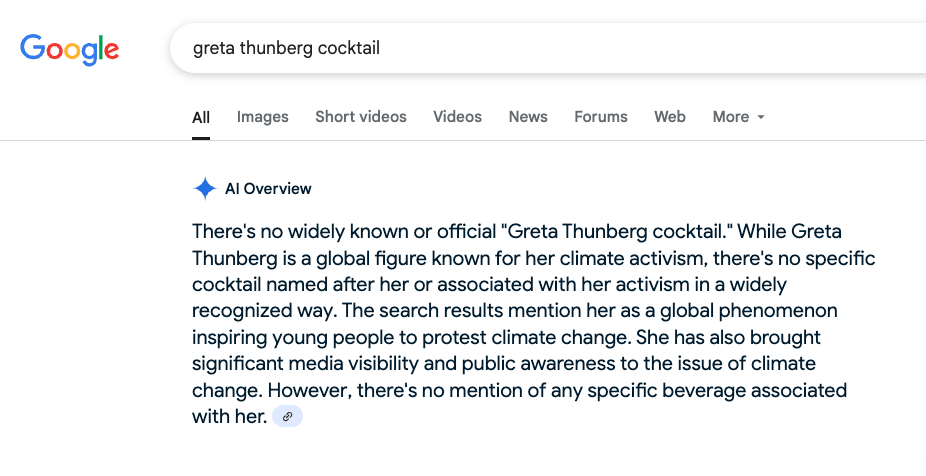 Google
greta thunberg cocktail
All Images Short videos Videos News Forums Web More
AI Overview
There's no widely known or official "Greta Thunberg cocktail." While Greta
Thunberg is a global figure known for her climate activism, there's no specific
cocktail named after her or associated with her activism in a widely
recognized way. The search results mention her as a global phenomenon
inspiring young people to protest climate change. She has also brought
significant media visibility and public awareness to the issue of climate
change. However, there's no mention of any specific beverage associated
with her.